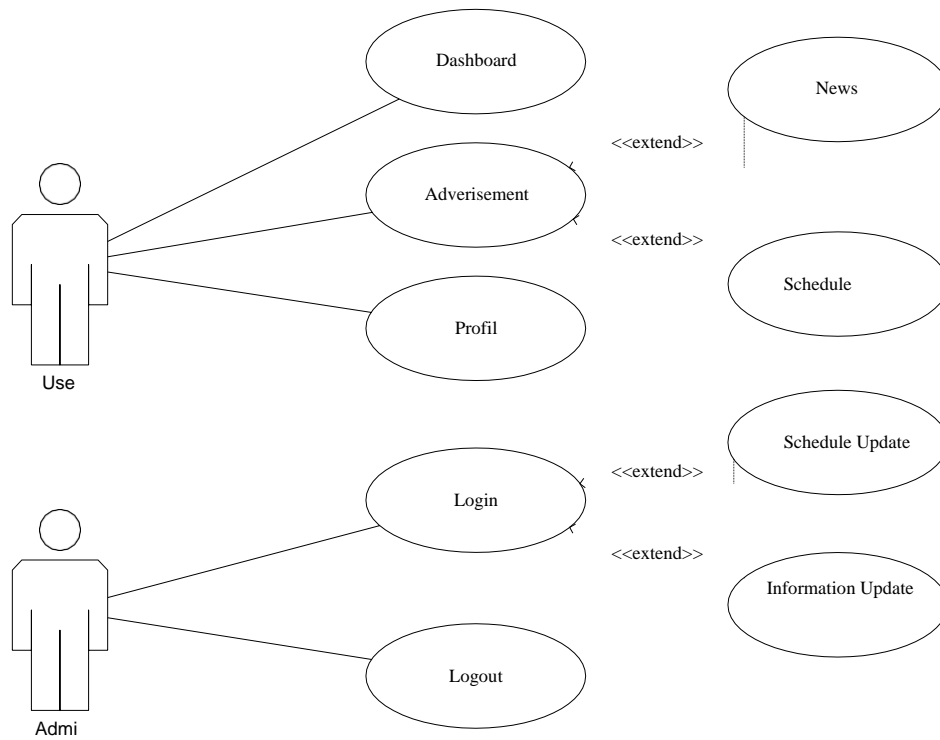 Dashboard
News
<<extend>>
Adverisement
<<extend>>
Schedule
Profil
Use
Schedule Update
<<extend>>
Login
<<extend>>
Information Update
Logout
Admi